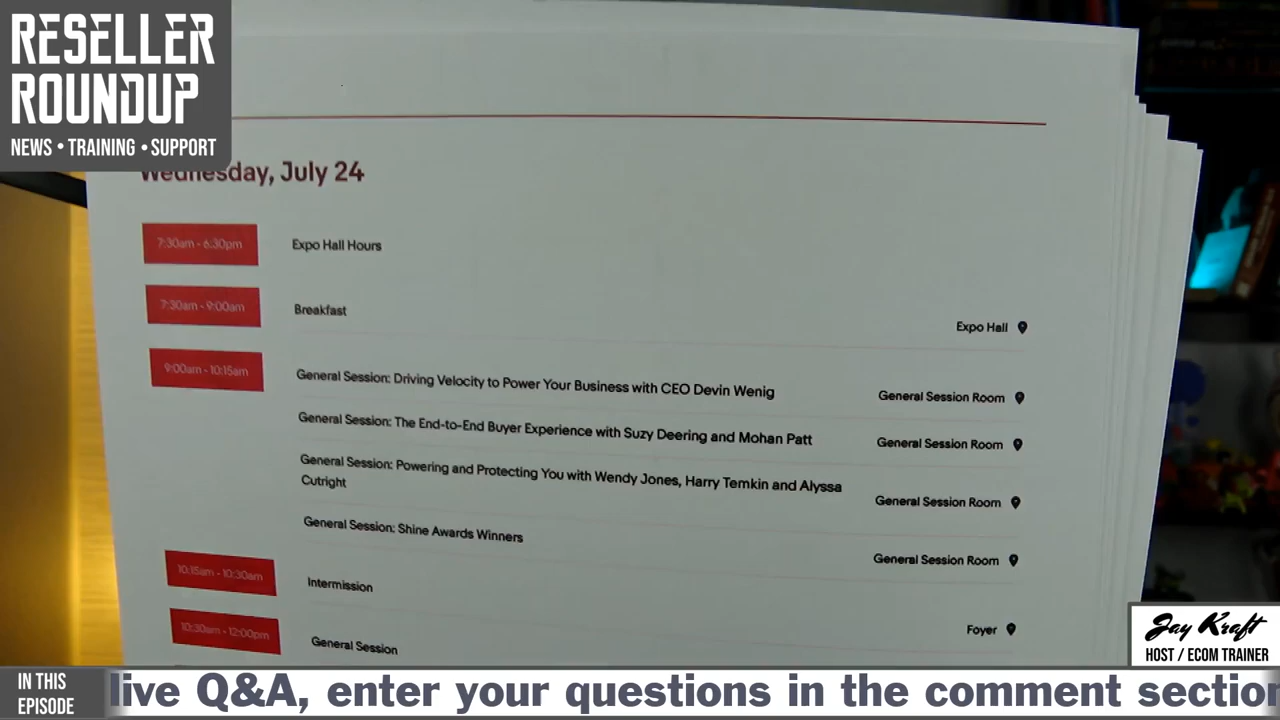 RESELLER
ROUNDUP
NEWS • TRAINING • SUPPORT
Wednesday, July 24
7:30am - 6:30pm
Expo Hall Hours
7:30am - 9:00am
Breakfast
Expo Hall
9:00am - 10:15am
General Session: Driving Velocity to Power Your Business with CEO Devin Wenig
General Session Room
General Session: The End-to-End Buyer Experience with Suzy Deering and Mohan Patt
General Session Room
General Session: Powering and Protecting You with Wendy Jones, Harry Temkin and Alyssa
Cutright
General Session Room
General Session: Shine Awards Winners
General Session Room
10:15am - 10:30am
Intermission
Foyer
10:30am - 12:00pm
General Session
Jay Kraft
HOST / ECOM TRAINER
IN THIS
EPISODE
live Q&A, enter your questions in the comment section